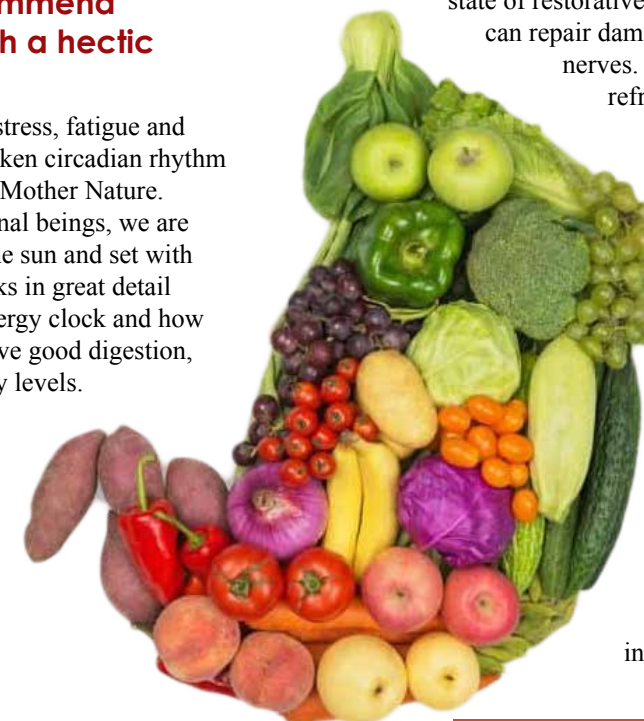 mmend
h a hectic
stress, fatigue and
ken circadian rhythm
Mother Nature.
nal beings, we are
e sun and set with
ks in great detail
ergy clock and how
ve good digestion,
y levels.
state of restorative
can repair dam
nerves.
refr
in